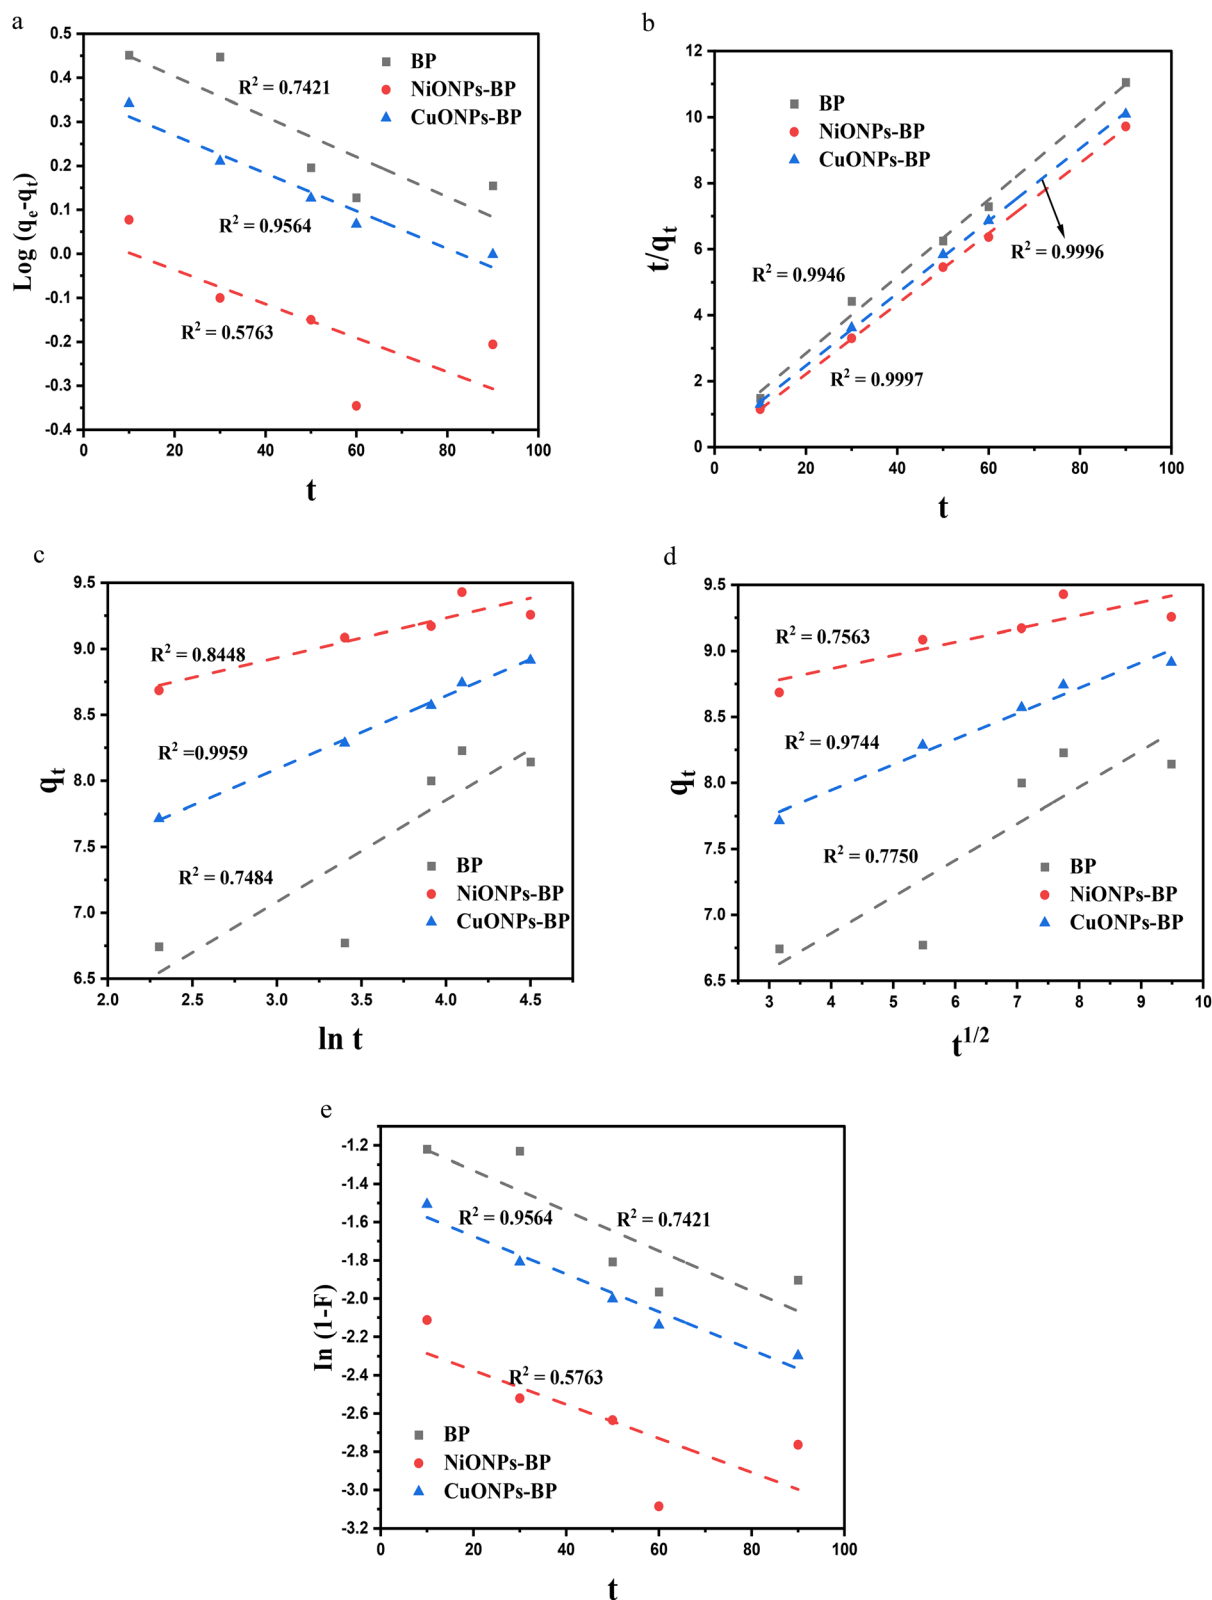 a
Log (qe-qt)
0.5
0.4
0.3
0.2
0.1
0.0
-0.1
-0.2
-0.3
-0.4
BP
NiONPs-BP
CuONPs-BP
R² = 0.7421
R² = 0.9564
R² = 0.5763
0 20 40 60 80 100
t
b
t/qt
12
10
8
6
4
2
0
BP
NiONPs-BP
CuONPs-BP
R² = 0.9946
R² = 0.9996
R² = 0.9997
0 20 40 60 80 100
t
c
qt
9.5
9.0
8.5
8.0
7.5
7.0
6.5
R² = 0.8448
R² =0.9959
R² = 0.7484
BP
NiONPs-BP
CuONPs-BP
2.0 2.5 3.0 3.5 4.0 4.5
ln t
d
qt
9.5
9.0
8.5
8.0
7.5
7.0
6.5
R² = 0.7563
R² = 0.9744
R² = 0.7750
BP
NiONPs-BP
CuONPs-BP
3 4 5 6 7 8 9 10
t1/2
e
In (1-F)
-1.2
-1.4
-1.6
-1.8
-2.0
-2.2
-2.4
-2.6
-2.8
-3.0
-3.2
R² = 0.9564
R² = 0.7421
R² = 0.5763
BP
NiONPs-BP
CuONPs-BP
0 20 40 60 80 100
t